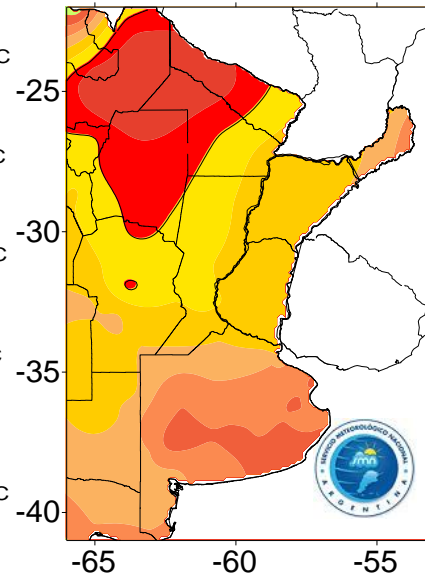 C
-25
C
-30
C
-35
C
-40
C
-65
-60
-55
SERVICIO METEOROLÓGICO NACIONAL
smn
ARGENTINA